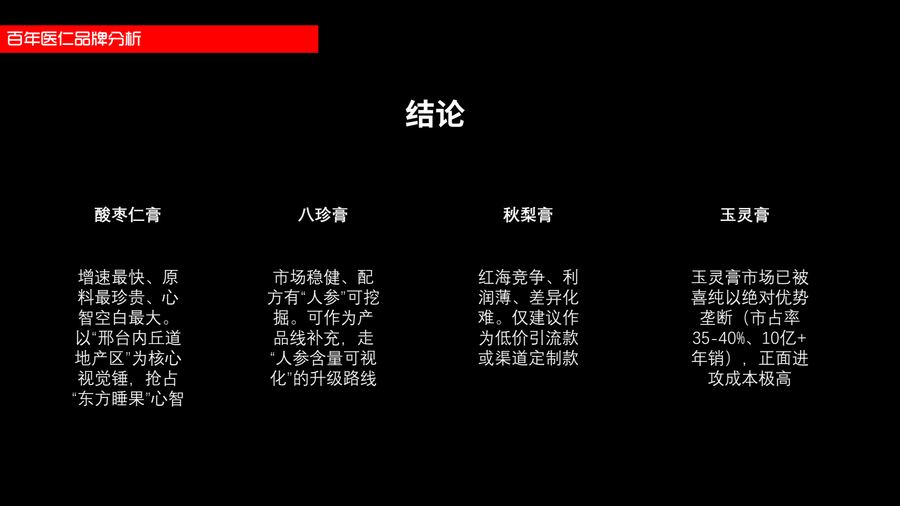 百年医仁品牌分析
结论
酸枣仁膏
增速最快、原
料最珍贵、心
智空白最大。
以“邢台内丘道
地产区”为核心
视觉锤，抢占
“东方睡果”心智
八珍膏
市场稳健、配
方有“人参”可挖
掘。可作为产
品线补充，走
“人参含量可视
化”的升级路线
秋梨膏
红海竞争、利
润薄、差异化
难。仅建议作
为低价引流款
或渠道定制款
玉灵膏
玉灵膏市场已被
喜纯以绝对优势
垄断（市占率
35-40%、10亿+
年销），正面进
攻成本极高